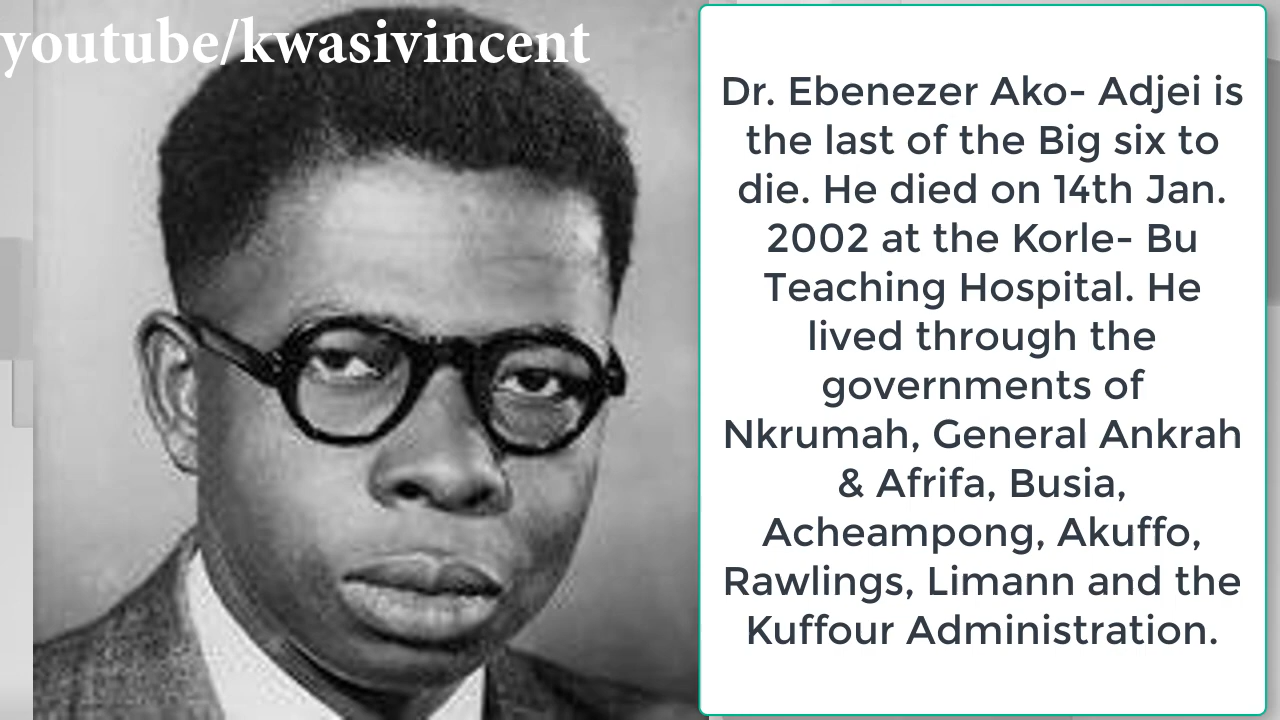 youtube/kwasivincent
Dr. Ebenezer Ako- Adjei is
the last of the Big six to
die. He died on 14th Jan.
2002 at the Korle- Bu
Teaching Hospital. He
lived through the
governments of
Nkrumah, General Ankrah
& Afrifa, Busia,
Acheampong, Akuffo,
Rawlings, Limann and the
Kuffour Administration.